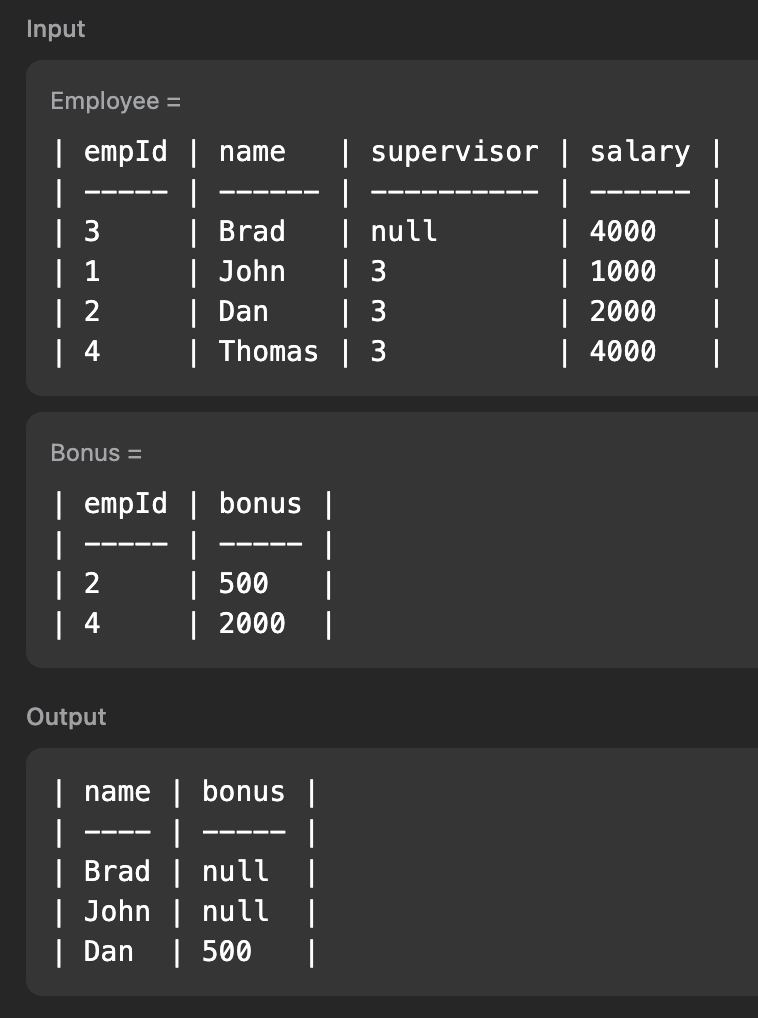 Input
Employee =
| empId | name   | supervisor | salary |
| ----- | ------ | ---------- | ------ |
| 3     | Brad   | null       | 4000   |
| 1     | John   | 3          | 1000   |
| 2     | Dan    | 3          | 2000   |
| 4     | Thomas | 3          | 4000   |
Bonus =
| empId | bonus |
| ----- | ----- |
| 2     | 500   |
| 4     | 2000  |
Output
| name | bonus |
| ---- | ----- |
| Brad | null  |
| John | null  |
| Dan  | 500   |